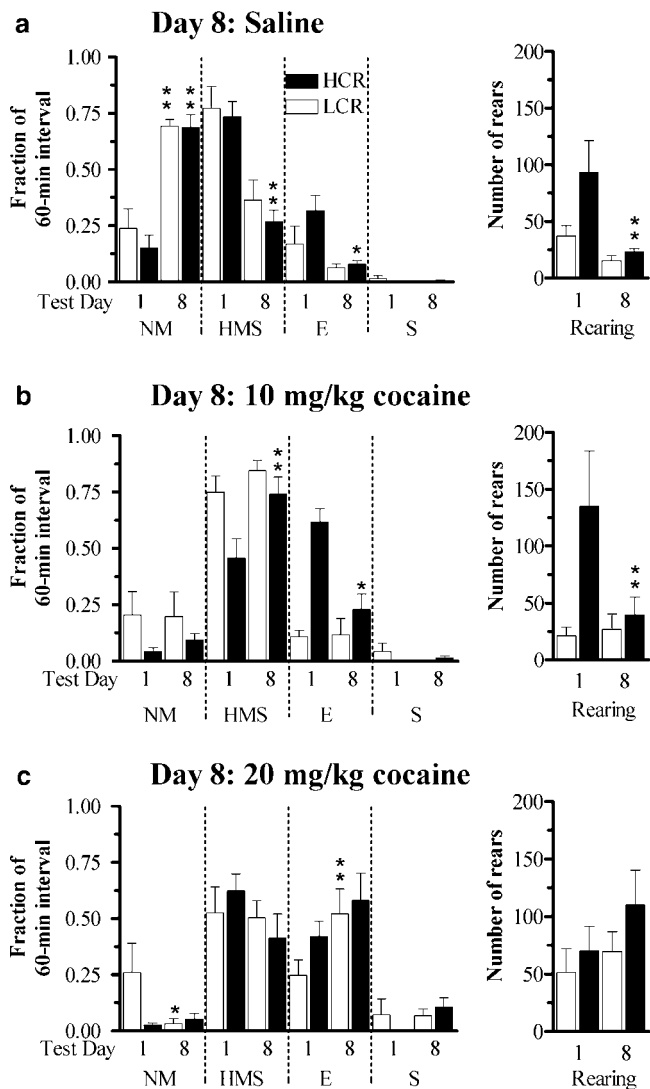 a
Day 8: Saline
HCR
LCR
Fraction of
60-min interval
1.00
0.75
0.50
0.25
0.00
* * * *
* *
*
Test Day 1 8 1 8 1 8 1 8
NM HMS E S
Number of rears
200
150
100
50
0
* *
1 8
Rearing
b
Day 8: 10 mg/kg cocaine
Fraction of
60-min interval
1.00
0.75
0.50
0.25
0.00
* *
*
Test Day 1 8 1 8 1 8 1 8
NM HMS E S
Number of rears
200
150
100
50
0
* *
1 8
Rearing
c
Day 8: 20 mg/kg cocaine
Fraction of
60-min interval
1.00
0.75
0.50
0.25
0.00
*
* *
Test Day 1 8 1 8 1 8 1 8
NM HMS E S
Number of rears
200
150
100
50
0
1 8
Rearing